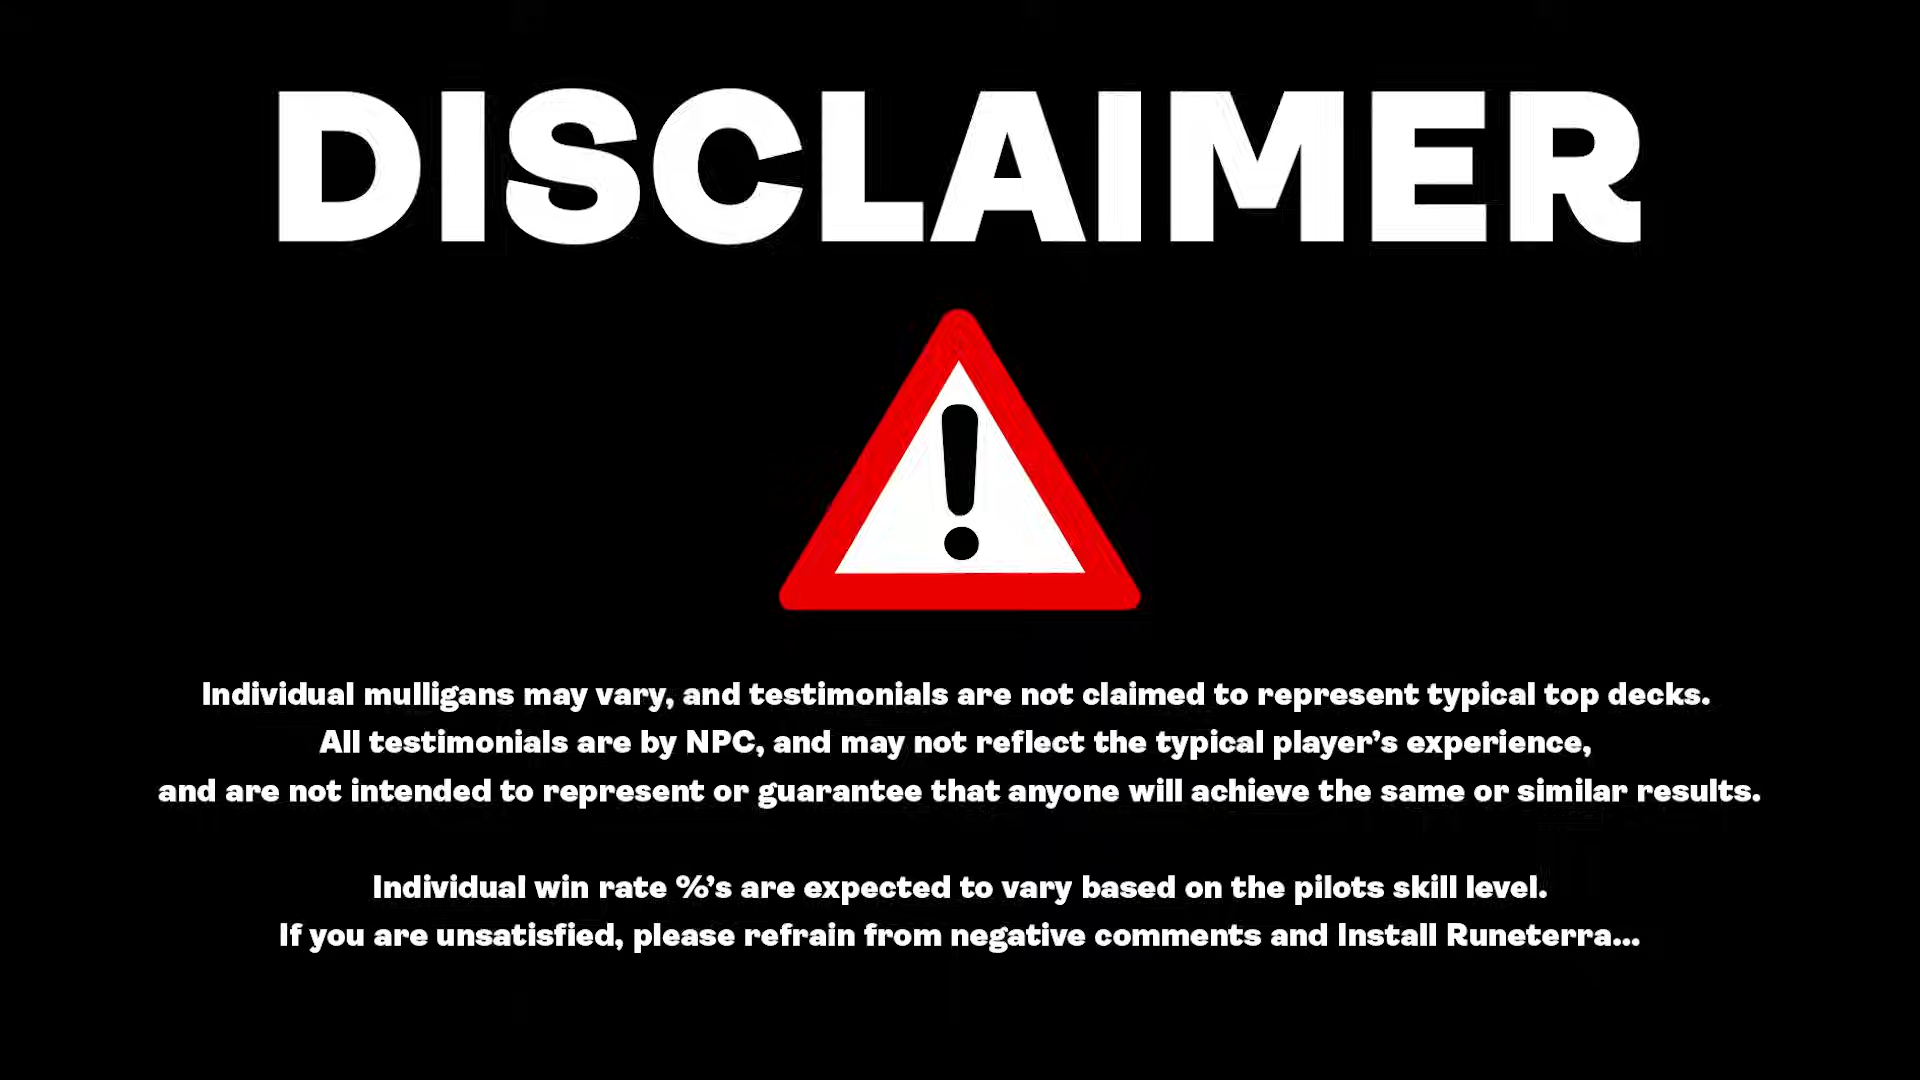 DISCLAIMER
Individual mulligans may vary, and testimonials are not claimed to represent typical top decks.
All testimonials are by NPC, and may not reflect the typical player’s experience,
and are not intended to represent or guarantee that anyone will achieve the same or similar results.
Individual win rate %’s are expected to vary based on the pilots skill level.
If you are unsatisfied, please refrain from negative comments and Install Runeterra...